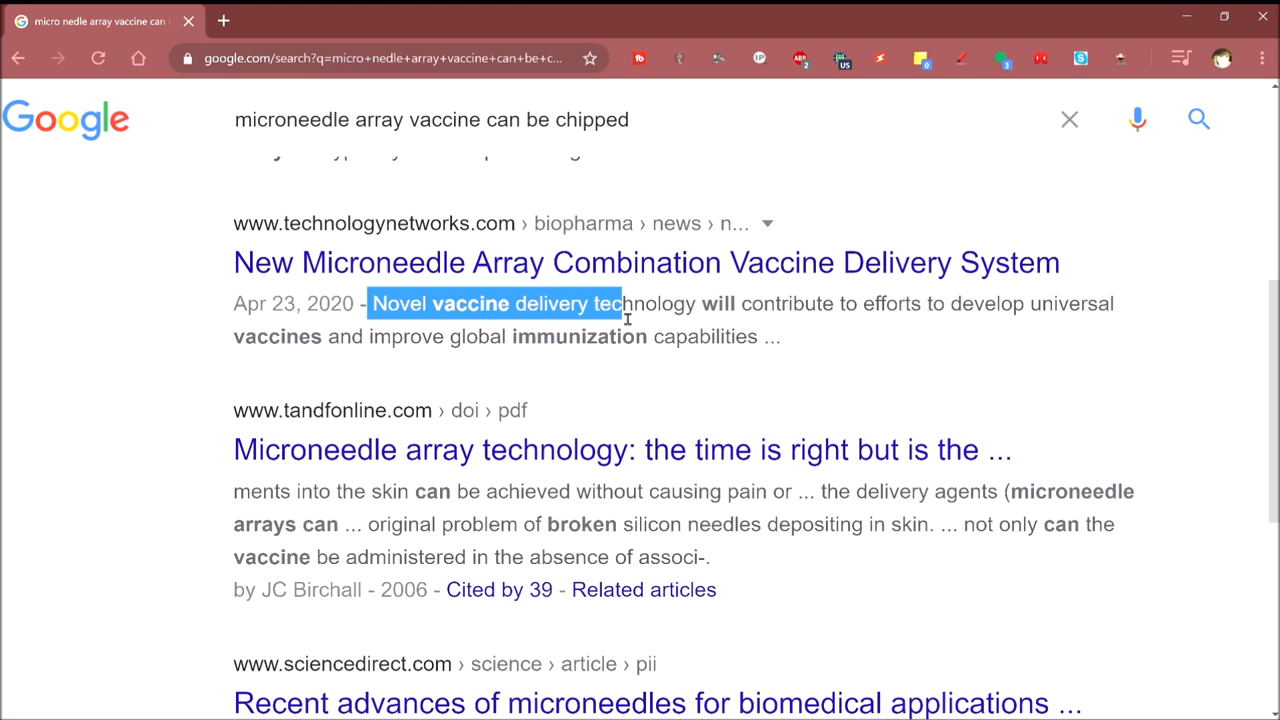 micro nedle array vaccine can
google.com/search?q=micro+nedle+array+vaccine+can+be+c...
Google
microneedle array vaccine can be chipped
www.technologynetworks.com › biopharma › news › n...
New Microneedle Array Combination Vaccine Delivery System
Apr 23, 2020 - Novel vaccine delivery technology will contribute to efforts to develop universal
vaccines and improve global immunization capabilities ...
www.tandfonline.com › doi › pdf
Microneedle array technology: the time is right but is the ...
ments into the skin can be achieved without causing pain or ... the delivery agents (microneedle
arrays can ... original problem of broken silicon needles depositing in skin. ... not only can the
vaccine be administered in the absence of associ-.
by JC Birchall - 2006 - Cited by 39 - Related articles
www.sciencedirect.com › science › article › pii
Recent advances of microneedles for biomedical applications ...